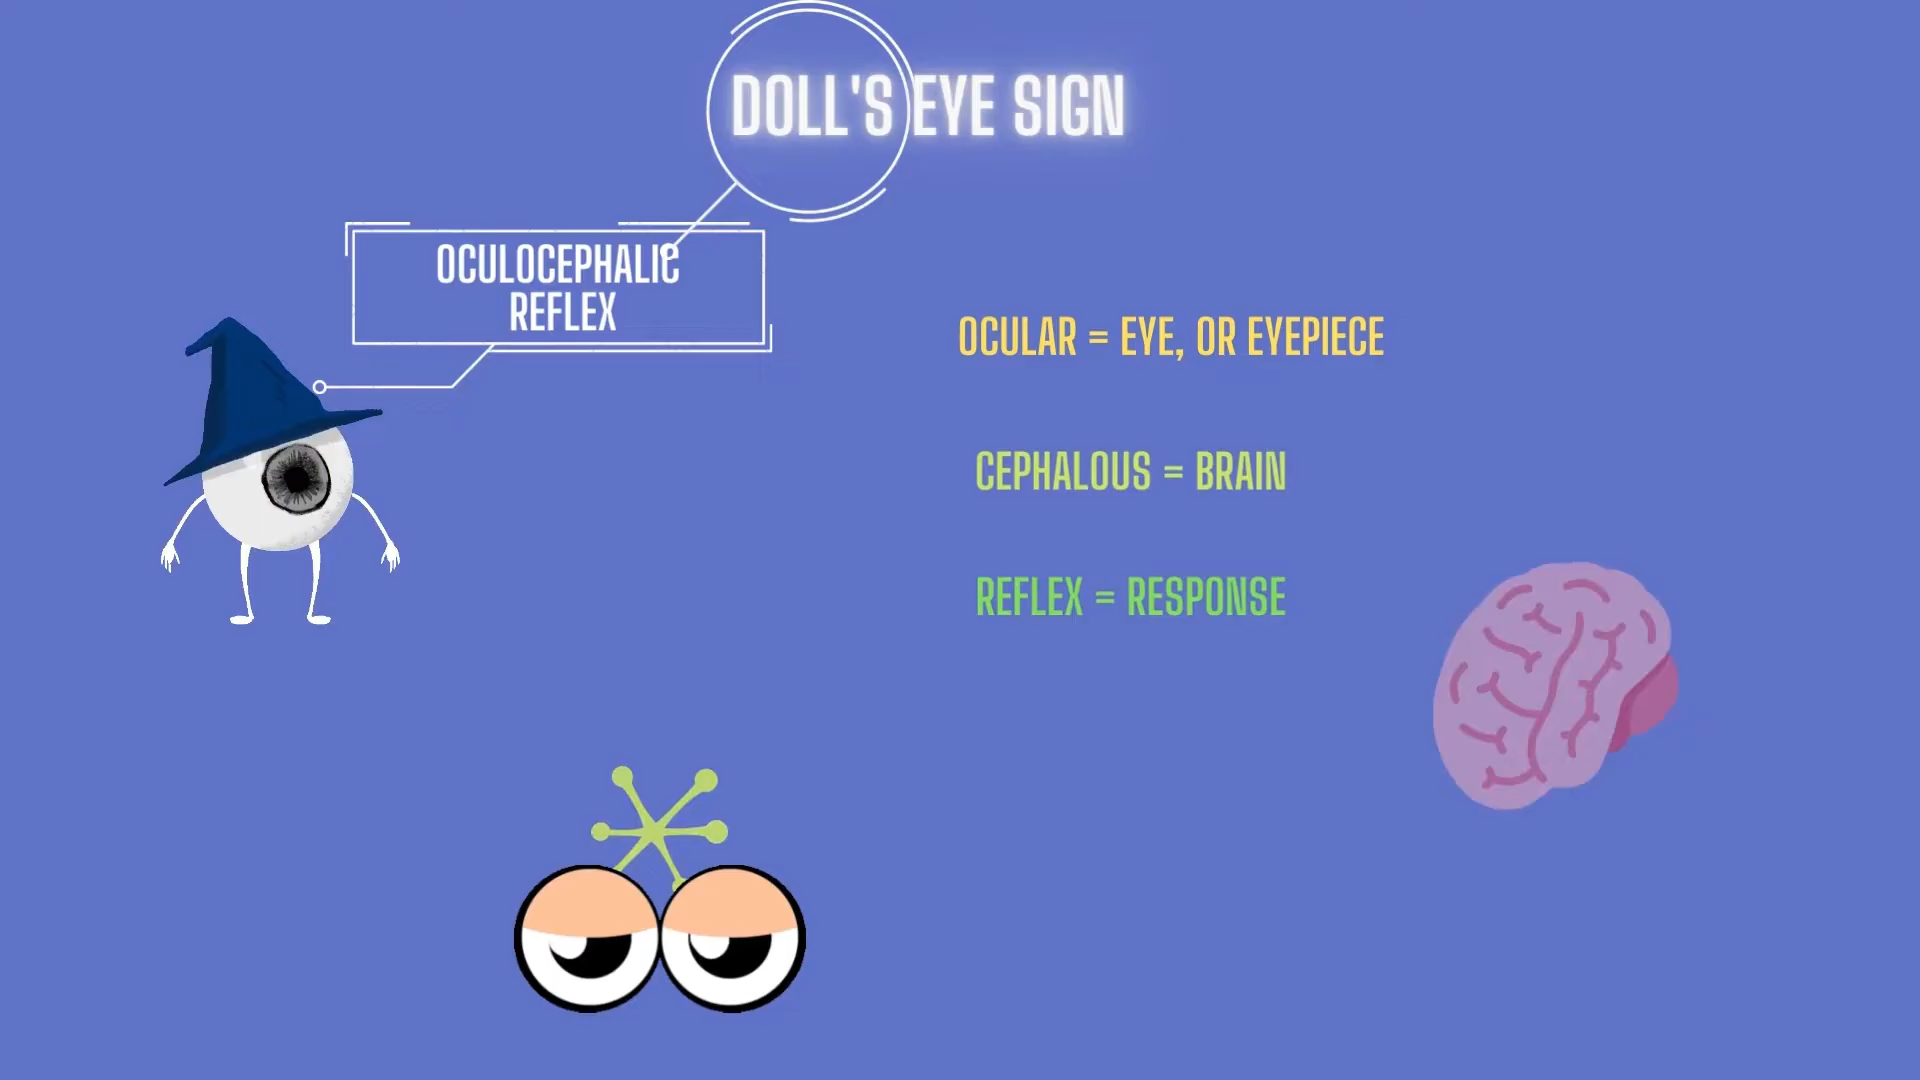 DOLL'S EYE SIGN
OCULOCEPHALIC
REFLEX
OCULAR = EYE, OR EYEPIECE
CEPHALOUS = BRAIN
REFLEX = RESPONSE